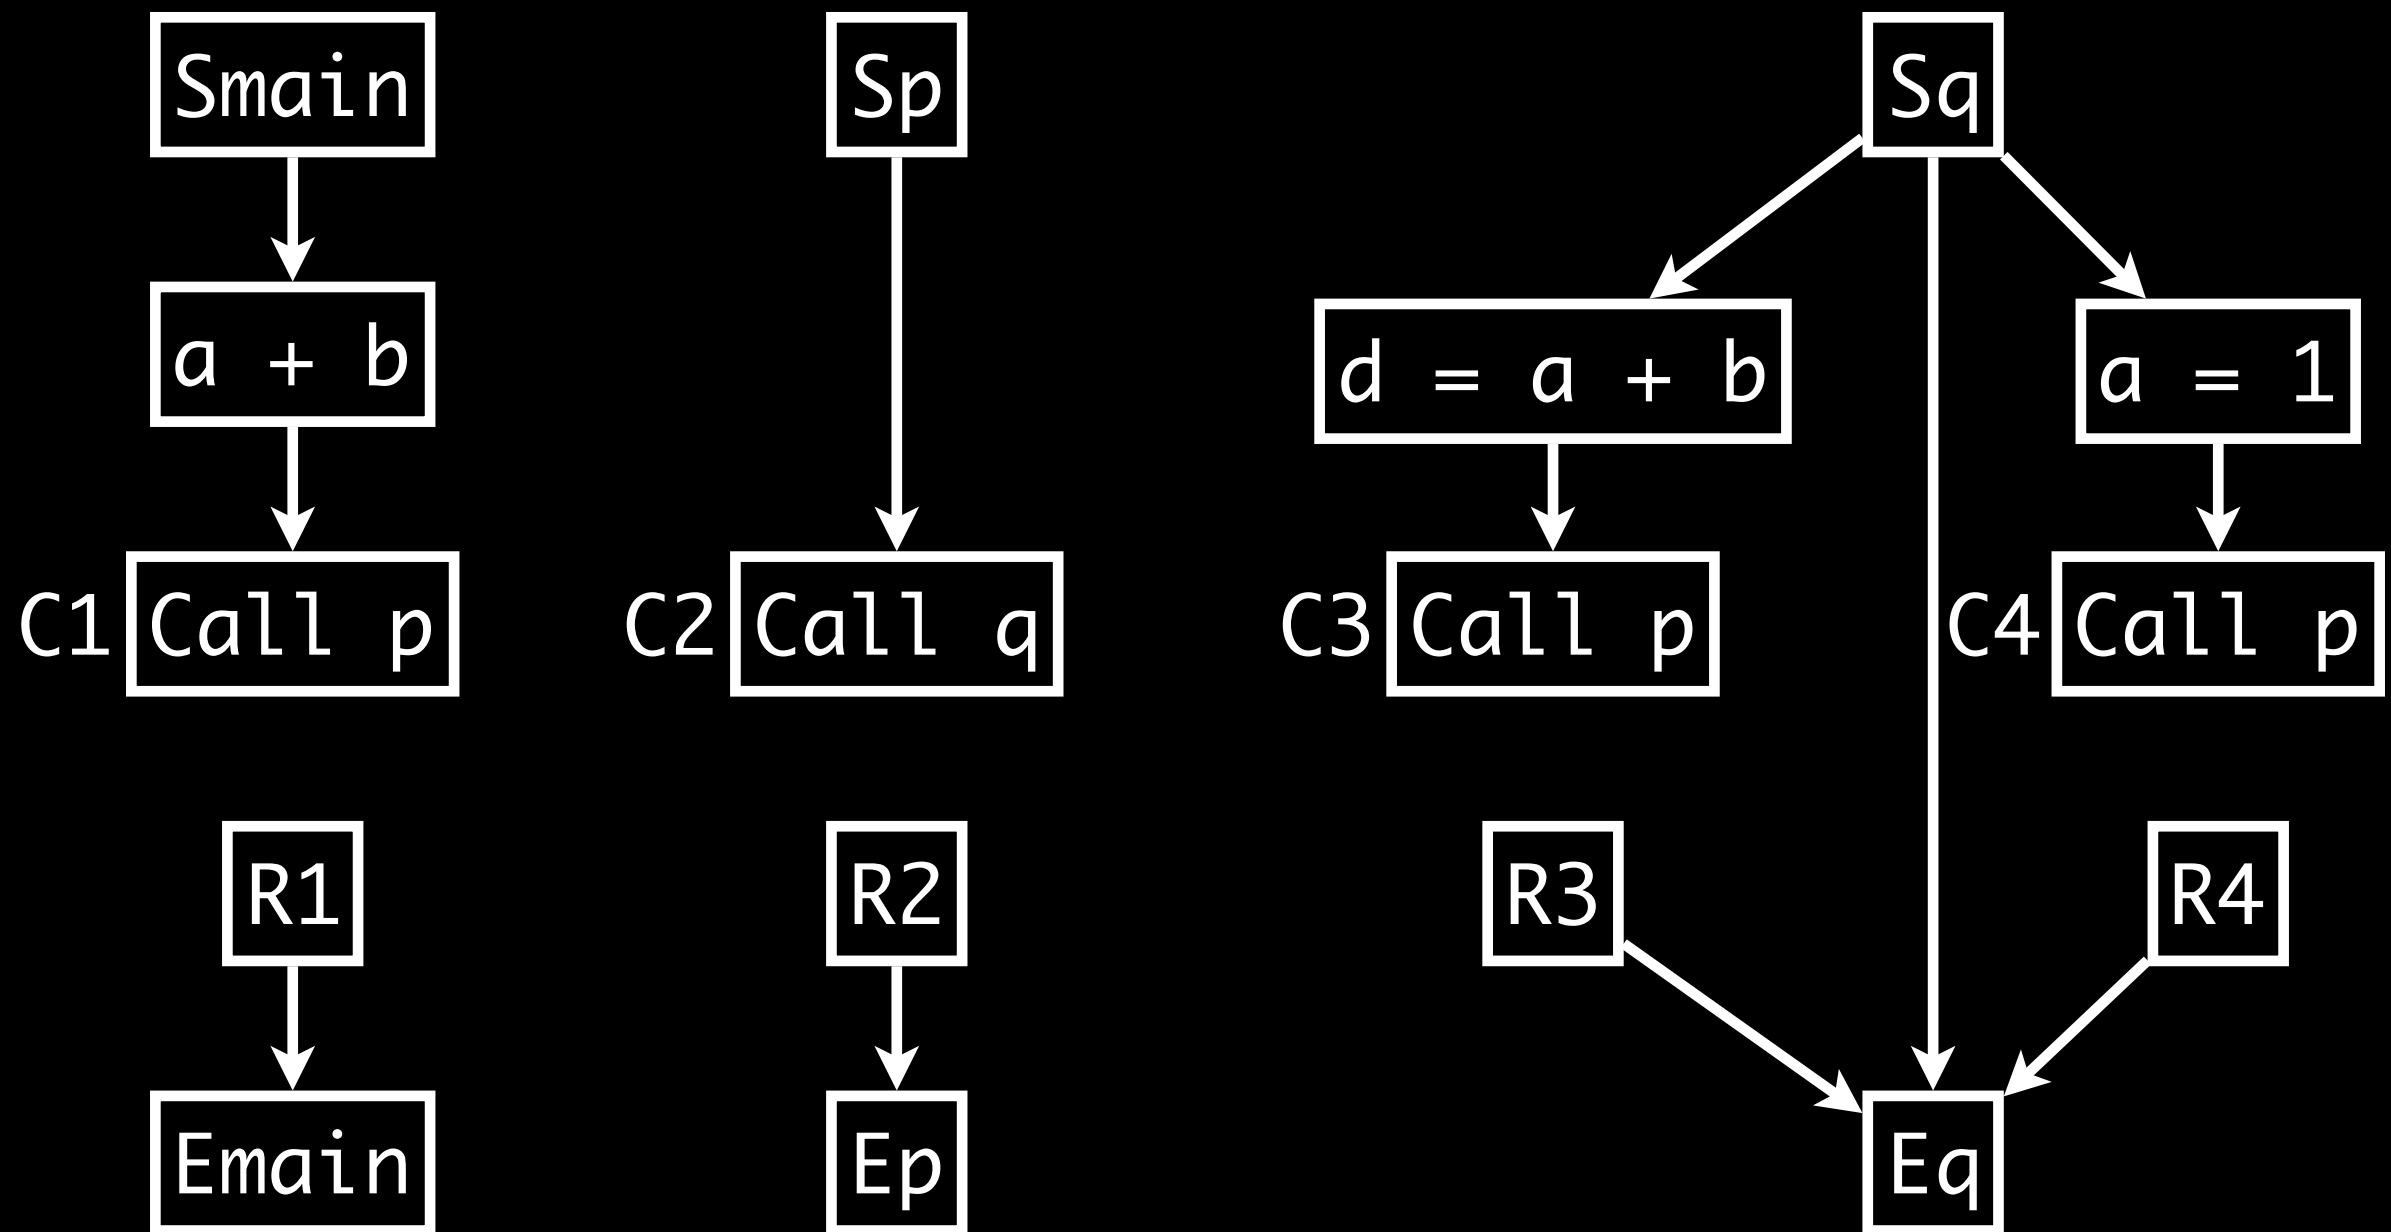 Smain Sp Sq
a + b d = a + b a = 1
C1 Call p C2 Call q C3 Call p C4 Call p
R1 R2 R3 R4
Emain Ep Eq